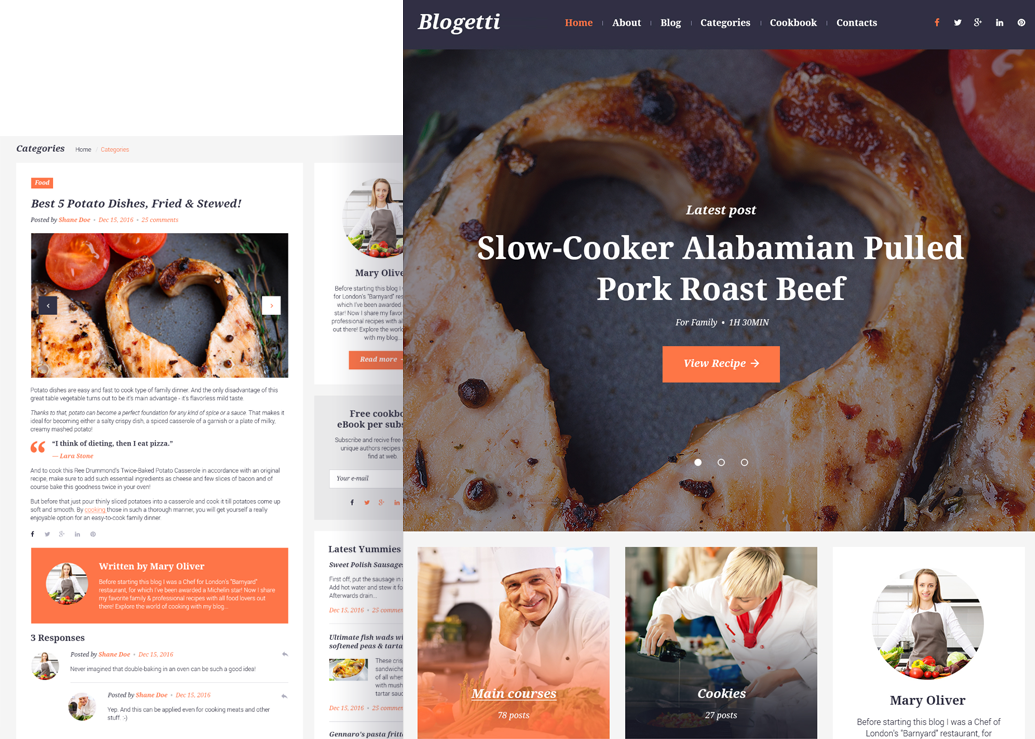 Blogetti
Home About Blog Categories Cookbook Contacts
Latest post
Slow-Cooker Alabamian Pulled
Pork Roast Beef
For Family • 1H 30MIN
View Recipe →
Main courses
78 posts
Cookies
27 posts
Mary Oliver
Before starting this blog I was a Chef of
London's "Barnyard" restaurant, for
Categories Home / Categories
Food
Best 5 Potato Dishes, Fried & Stewed!
Posted by Shane Doe • Dec 15, 2016 • 25 comments
Potato dishes are easy and fast to cook type of family dinner. And the only disadvantage of this
great table vegetable turns out to be it's main advantage - it's flavorless mild taste.
Thanks to that, potato can become a perfect foundation for any kind of spice or a sauce. That makes it
ideal for becoming either a salty crispy dish, a spiced casserole of a garnish or a plate of milky,
creamy mashed potato!
"I think of dieting, then I eat pizza."
— Lara Stone
And to cook this Ree Drummond's Twice-Baked Potato Casserole in accordance with an original
recipe, make sure to add such essential ingredients as cheese and few slices of bacon and of
course bake this goodness twice in your oven!
But before that just pour thinly sliced potatoes into a casserole and cook it till potatoes come up
soft and smooth. By cooking those in such a thorough manner, you will get yourself a really
enjoyable option for an easy-to-cook family dinner.
Written by Mary Oliver
Before starting this blog I was a Chef for London's "Barnyard"
restaurant, for which I've been awarded a Michelin star! Now I share
my favorite family & professional recipes with all food lovers out
there! Explore the world of cooking with my blog...
3 Responses
Posted by Shane Doe • Dec 15, 2016
Never imagined that double-baking in an oven can be such a good idea!
Posted by Shane Doe • Dec 15, 2016
Yep. And this can be applied even for cooking meats and other
stuff. :-)
Mary Olive
Before starting this blog I
for London's "Barnyard" res
which I've been awarded
star! Now I share my favor
professional recipes with al
out there! Explore the world
with my blog...
Read more
Free cookbo
eBook per subs
Subscribe and recive free
unique author's recipes
find at web.
Your e-mail
Latest Yummies
Sweet Polish Sausage
First off, put the sausage in
Add hot water and stew it fo
Afterwards drain...
Dec 15, 2016 • 25 commen
Ultimate fish wads wi
softened peas & tarta
These cris
sandwiche
of all wher
with mush
tartar sauc
Dec 15, 2016 • 25 commen
Gennaro's pasta fritt